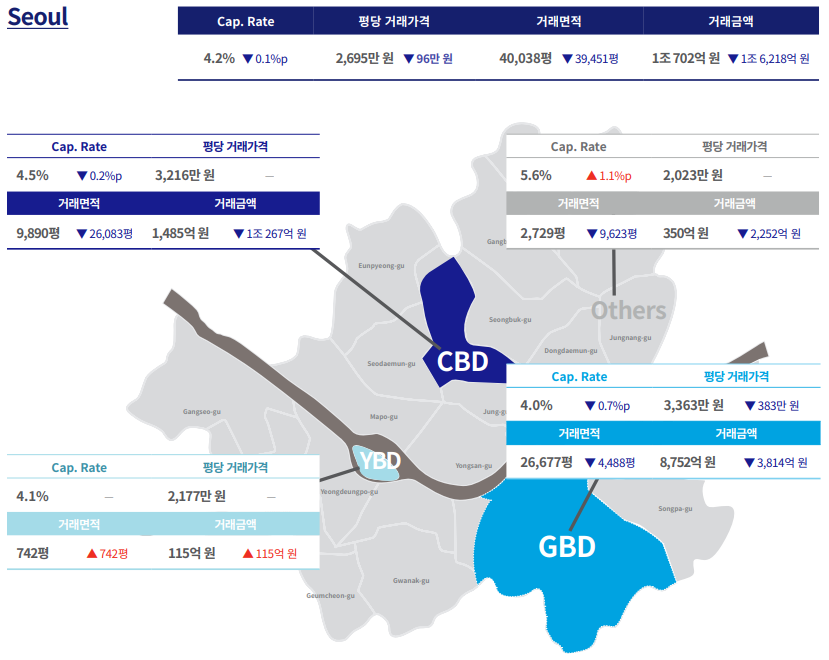 Seoul
Cap. Rate 평당 거래가격 거래면적 거래금액
4.2% ▼0.1%p 2,695만 원 ▼96만 원 40,038평 ▼39,451평 1조 702억 원 ▼1조 6,218억 원
Cap. Rate 평당 거래가격
4.5% ▼0.2%p 3,216만 원 –
거래면적 거래금액
9,890평 ▼26,083평 1,485억 원 ▼1조 267억 원
Cap. Rate 평당 거래가격
5.6% ▲1.1%p 2,023만 원 –
거래면적 거래금액
2,729평 ▼9,623평 350억 원 ▼2,252억 원
Eunpyeong-gu
Seongbuk-gu
Others
Jungnang-gu
Dongdaemun-gu
Seodaemun-gu
CBD
Gangseo-gu
Mapo-gu
Cap. Rate 평당 거래가격
4.0% ▼0.7%p 3,363만 원 ▼383만 원
거래면적 거래금액
26,677평 ▼4,488평 8,752억 원 ▼3,814억 원
YBD
Yongsan-gu
Yeongdeungpo-gu
Cap. Rate 평당 거래가격
4.1% – 2,177만 원 –
거래면적 거래금액
742평 ▲742평 115억 원 ▲115억 원
Songpa-gu
GBD
Gwanak-gu
Geumcheon-gu